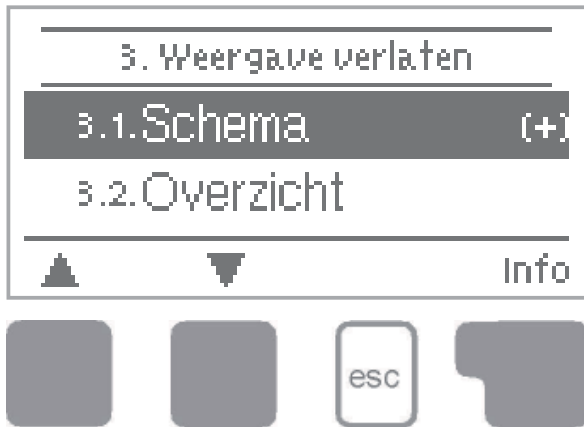 3. Weergave verlaten
3.1.Schema (+)
3.2.Overzicht
▲ ▼ Info
esc